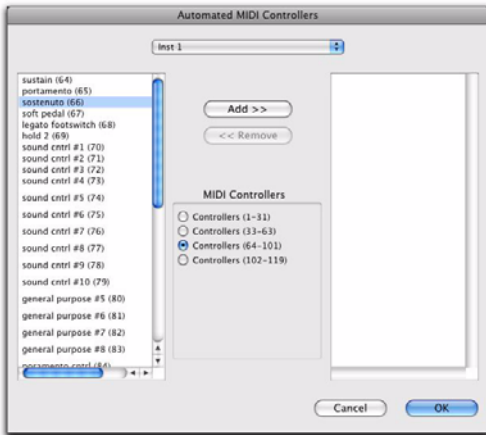 Automated MIDI Controllers
Inst 1
sustain (64)
portamento (65)
sostenuto (66)
soft pedal (67)
legato footswitch (68)
hold 2 (69)
sound cntrl #1 (70)
sound cntrl #2 (71)
sound cntrl #3 (72)
sound cntrl #4 (73)
sound cntrl #5 (74)
sound cntrl #6 (75)
sound cntrl #7 (76)
sound cntrl #8 (77)
sound cntrl #9 (78)
sound cntrl #10 (79)
general purpose #5 (80)
general purpose #6 (81)
general purpose #7 (82)
general purpose #8 (83)
poramento cntrl (84)
Add >>
<< Remove
MIDI Controllers
Controllers (1-31)
Controllers (33-63)
Controllers (64-101)
Controllers (102-119)
Cancel
OK